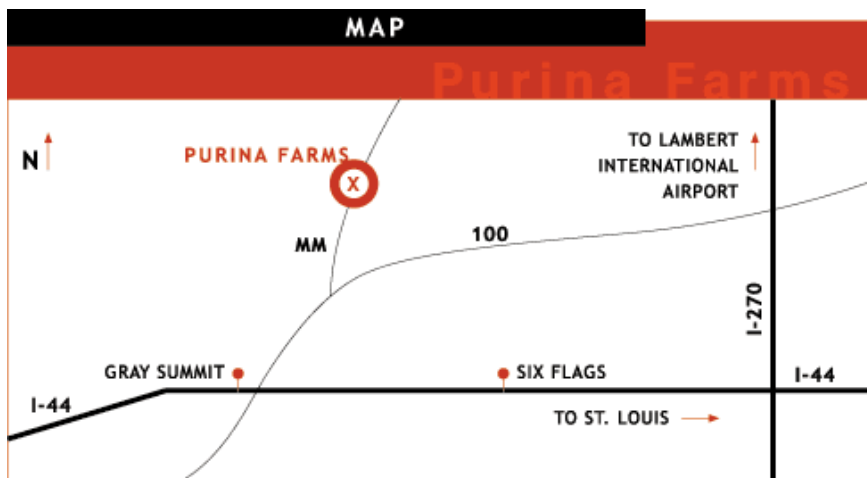 MAP
Purina Farms
N
PURINA FARMS
X
TO LAMBERT
INTERNATIONAL
AIRPORT
MM
100
I-270
GRAY SUMMIT
SIX FLAGS
I-44
I-44
TO ST. LOUIS